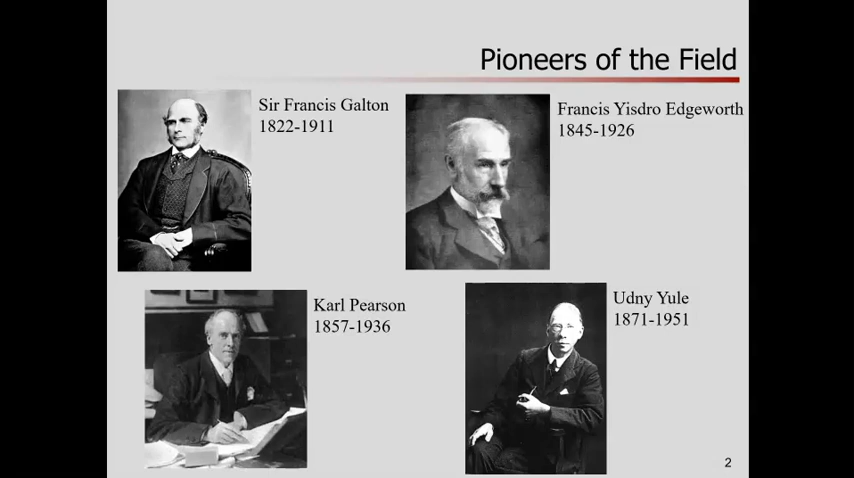 Pioneers of the Field
Sir Francis Galton
1822-1911
Francis Yisdro Edgeworth
1845-1926
Karl Pearson
1857-1936
Udny Yule
1871-1951
2